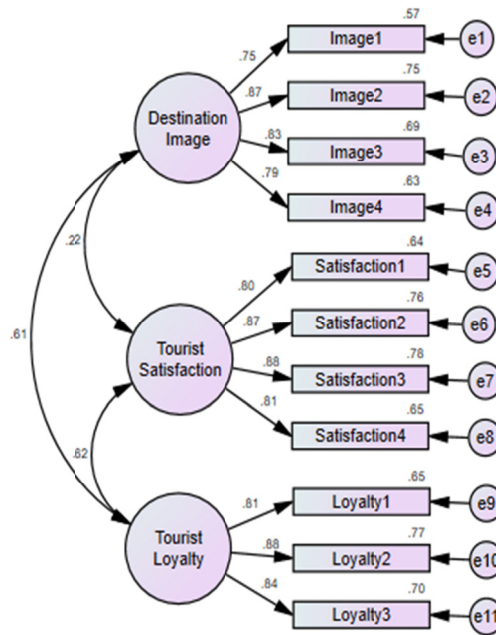 .57
.75
Image1
e1
.75
.87
Image2
e2
Destination
Image
.69
.83
Image3
e3
.79
.63
Image4
e4
.22
.64
.80
Satisfaction1
e5
.76
.87
Satisfaction2
e6
.61
Tourist
Satisfaction
.78
.88
Satisfaction3
e7
.81
.65
Satisfaction4
e8
.62
.65
.81
Loyalty1
e9
Tourist
Loyalty
.77
.88
Loyalty2
e10
.84
.70
Loyalty3
e11